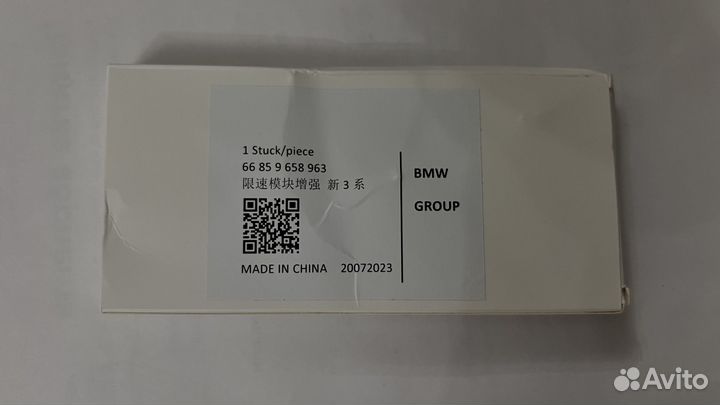 1 Stuck/piece
66 85 9 658 963
限速模块增强 新 3 系
MADE IN CHINA 20072023
BMW
GROUP
Avito